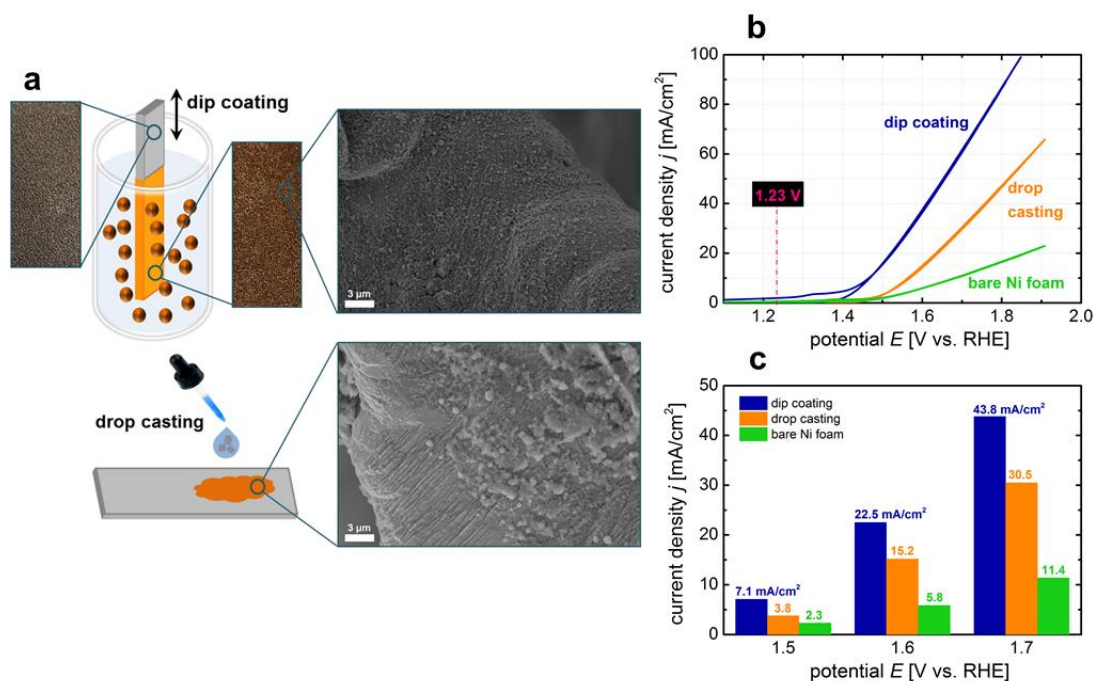 a
dip coating
3 µm
drop casting
3 µm
b
current density j [mA/cm²]
100
80
60
40
20
0
dip coating
1.23 V
drop
casting
bare Ni foam
1.2
1.4
1.6
1.8
2.0
potential E [V vs. RHE]
c
current density j [mA/cm²]
50
40
30
20
10
0
dip coating
drop casting
bare Ni foam
7.1 mA/cm²
3.8
2.3
22.5 mA/cm²
15.2
5.8
43.8 mA/cm²
30.5
11.4
1.5
1.6
1.7
potential E [V vs. RHE]